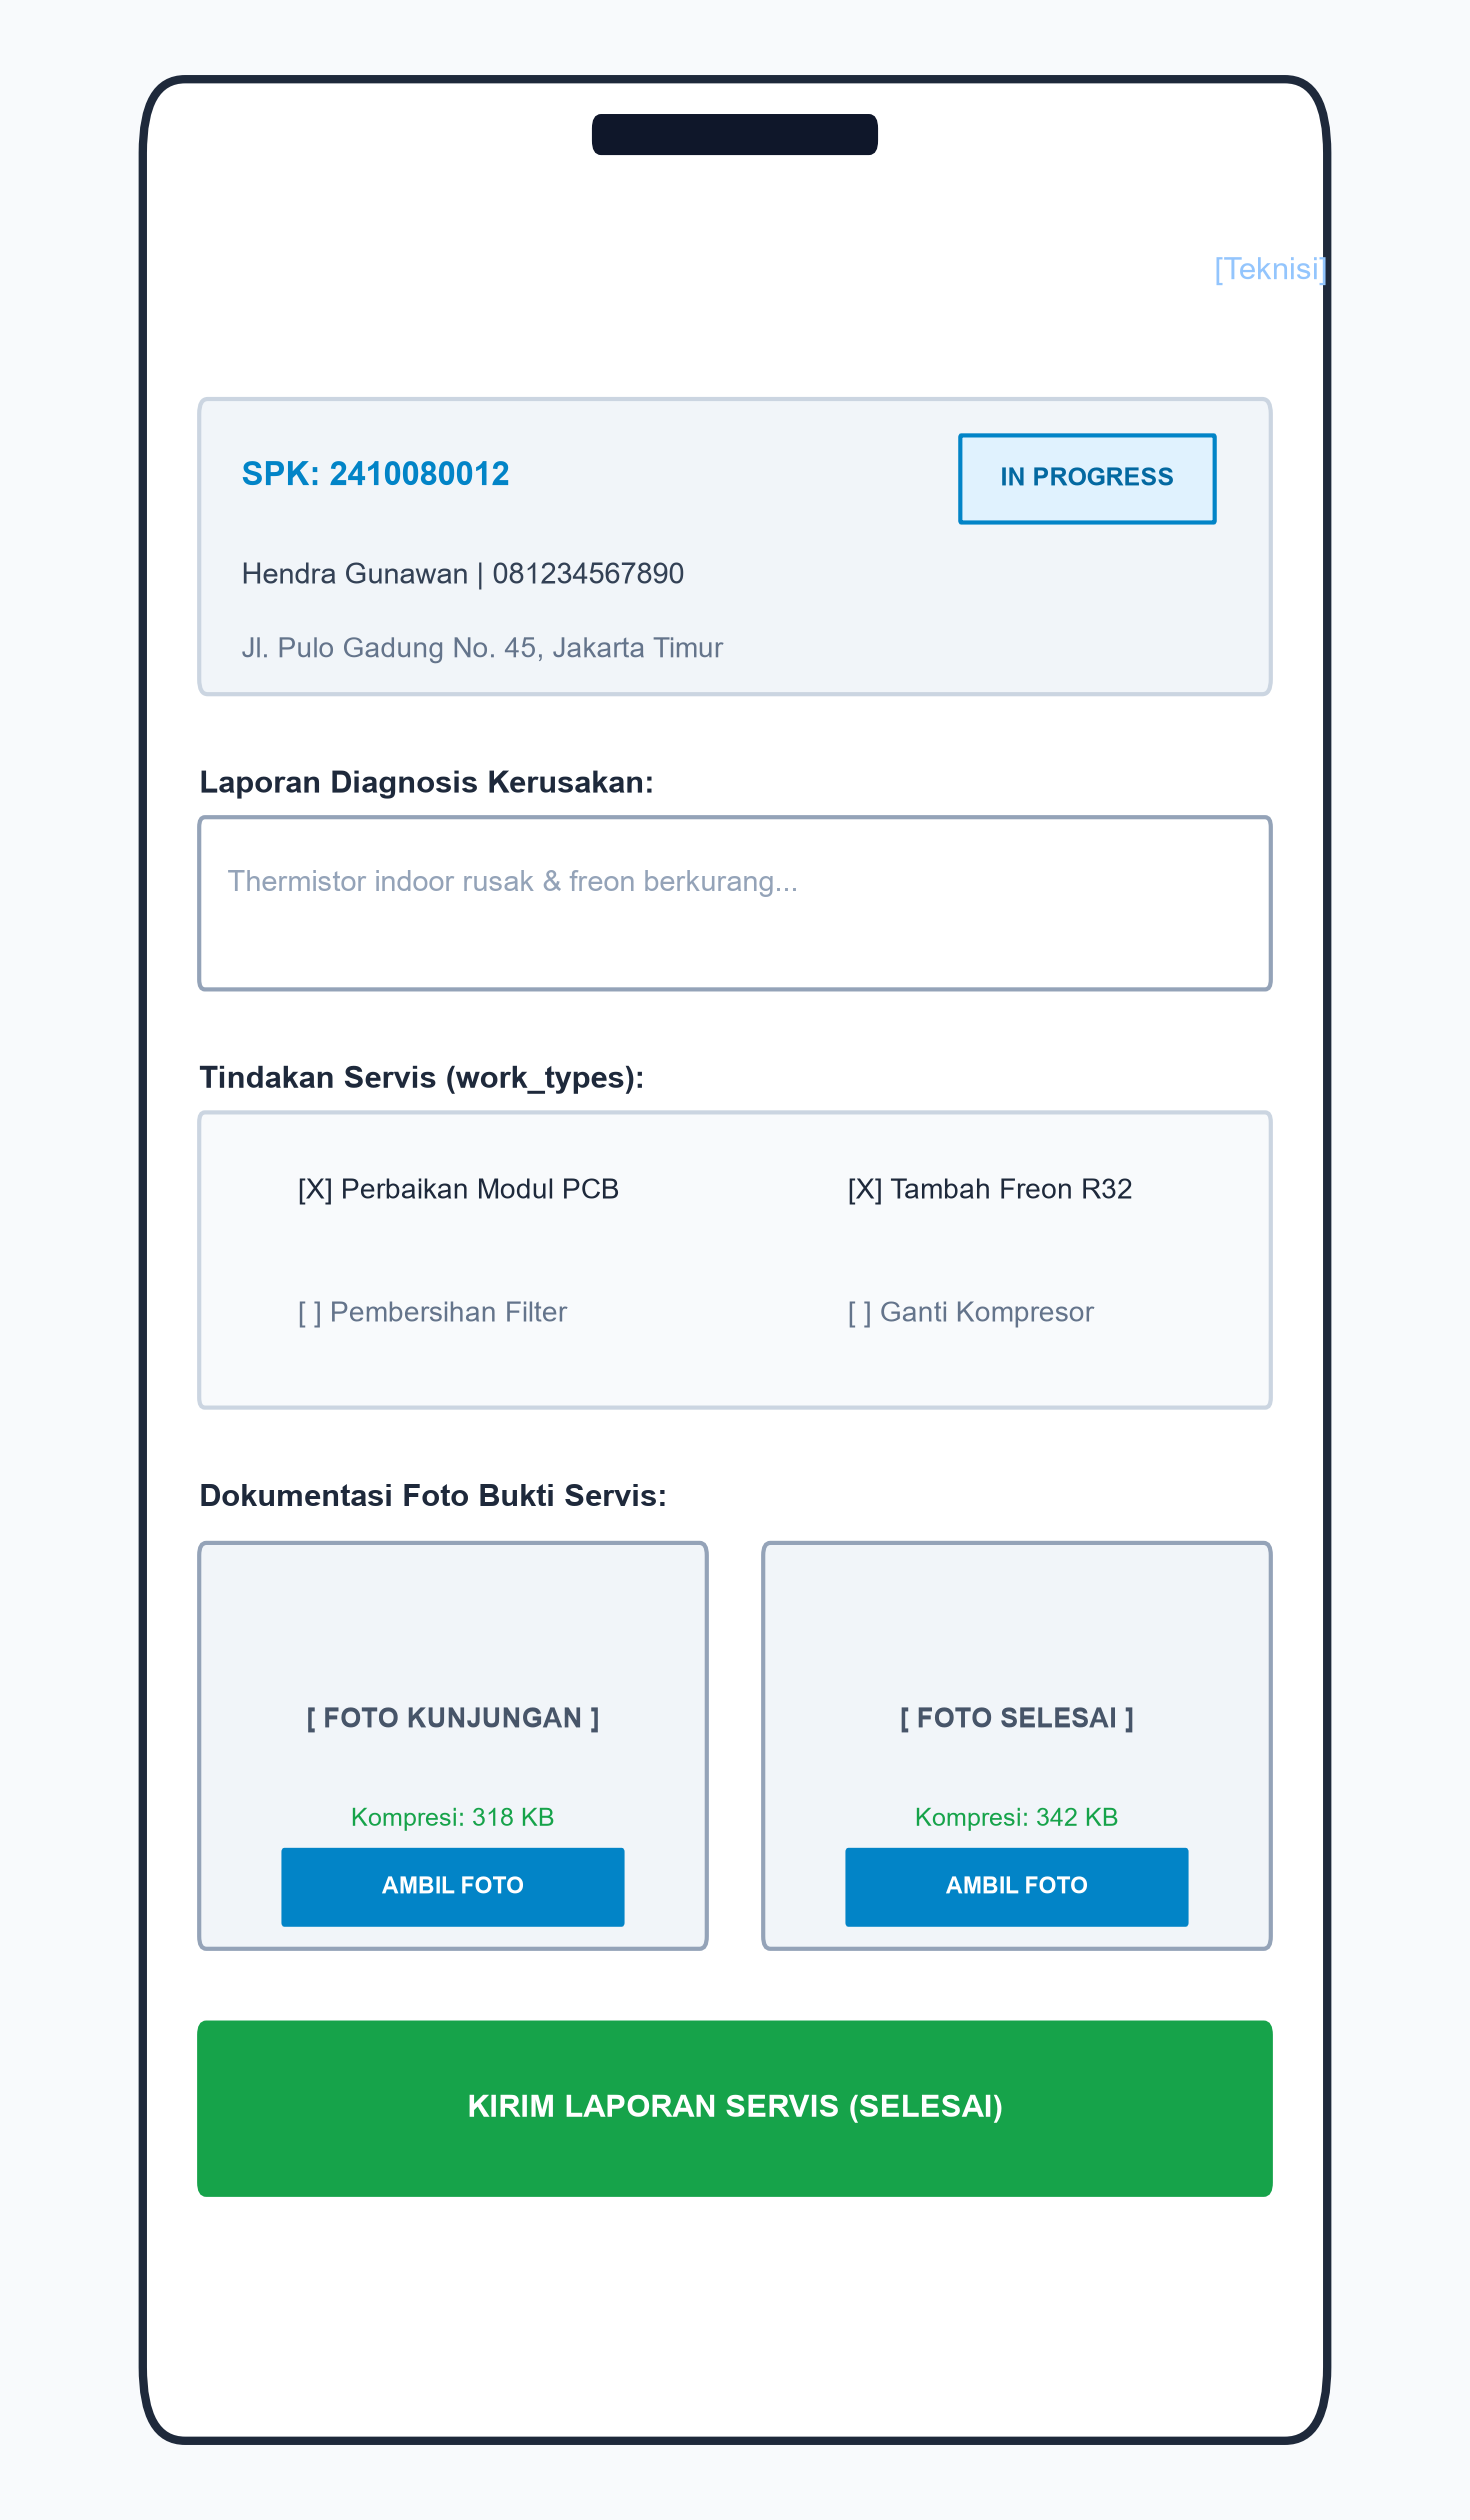 [Teknisi]
SPK: 2410080012
IN PROGRESS
Hendra Gunawan | 081234567890
Jl. Pulo Gadung No. 45, Jakarta Timur
Laporan Diagnosis Kerusakan:
Thermistor indoor rusak & freon berkurang...
Tindakan Servis (work_types):
[X] Perbaikan Modul PCB
[X] Tambah Freon R32
[ ] Pembersihan Filter
[ ] Ganti Kompresor
Dokumentasi Foto Bukti Servis:
[ FOTO KUNJUNGAN ]
Kompresi: 318 KB
AMBIL FOTO
[ FOTO SELESAI ]
Kompresi: 342 KB
AMBIL FOTO
KIRIM LAPORAN SERVIS (SELESAI)